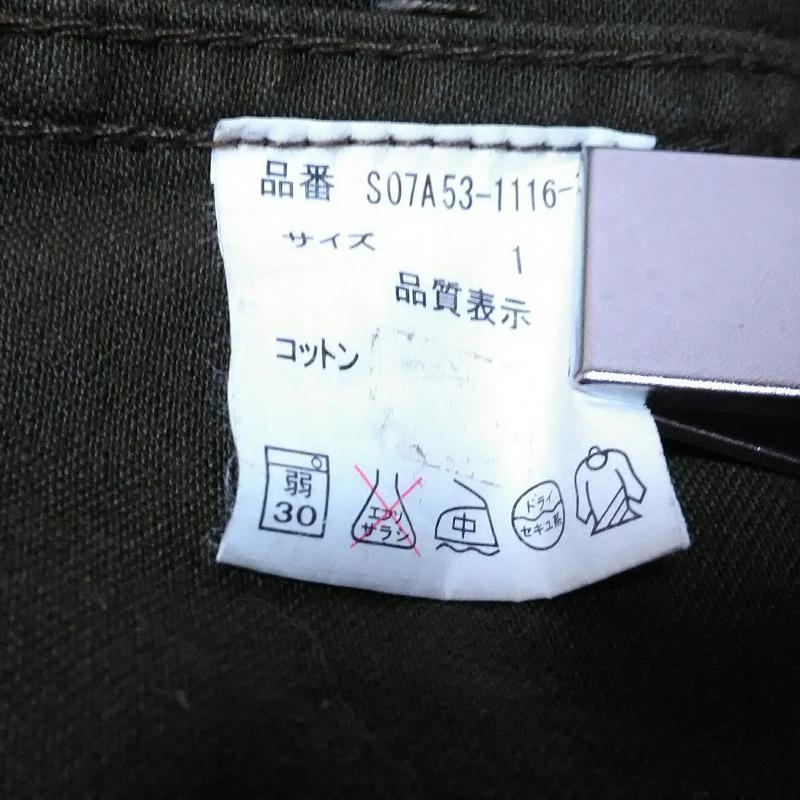 品番 S07A53-1116-
サイズ 1
品質表示
コットン
弱
30
エンソ
サラシ
中
ドライ
セキユ系